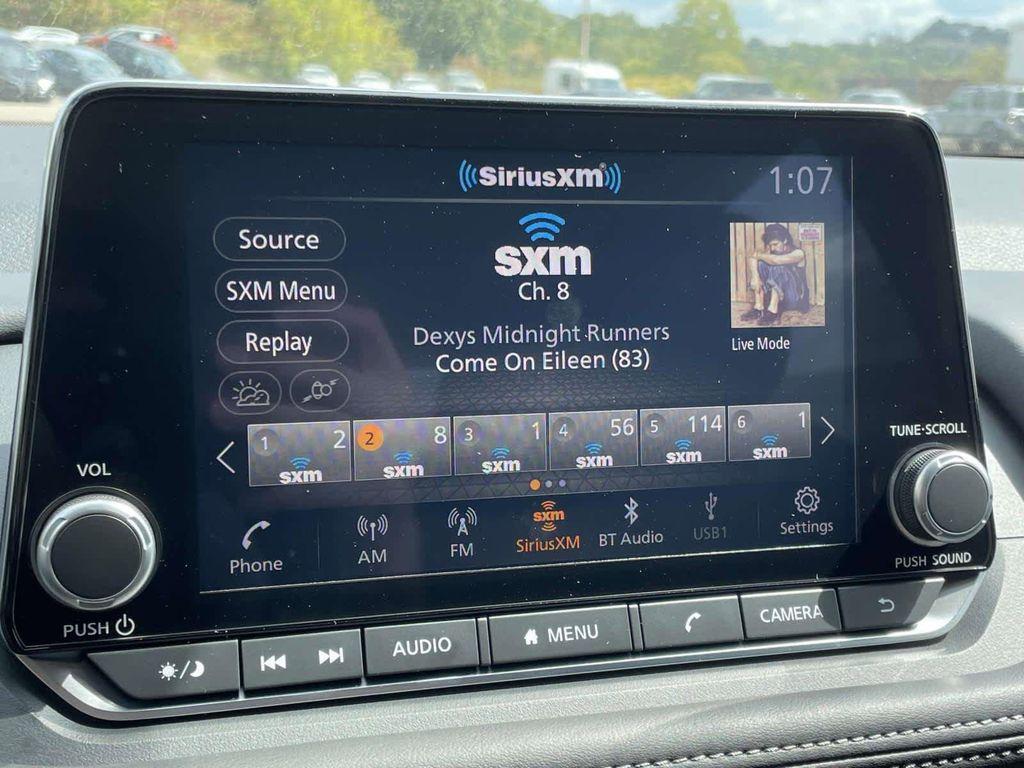 SiriusXM
1:07
Source
SXM Menu
Replay
sxm
Ch. 8
Dexys Midnight Runners
Come On Eileen (83)
Live Mode
1 2 sxm
2 8 sxm
3 1 sxm
4 56 sxm
5 114 sxm
6 1 sxm
Phone
AM
FM
sxm
SiriusXM
BT Audio
USB1
Settings
VOL
PUSH
TUNE·SCROLL
PUSH SOUND
AUDIO
MENU
CAMERA